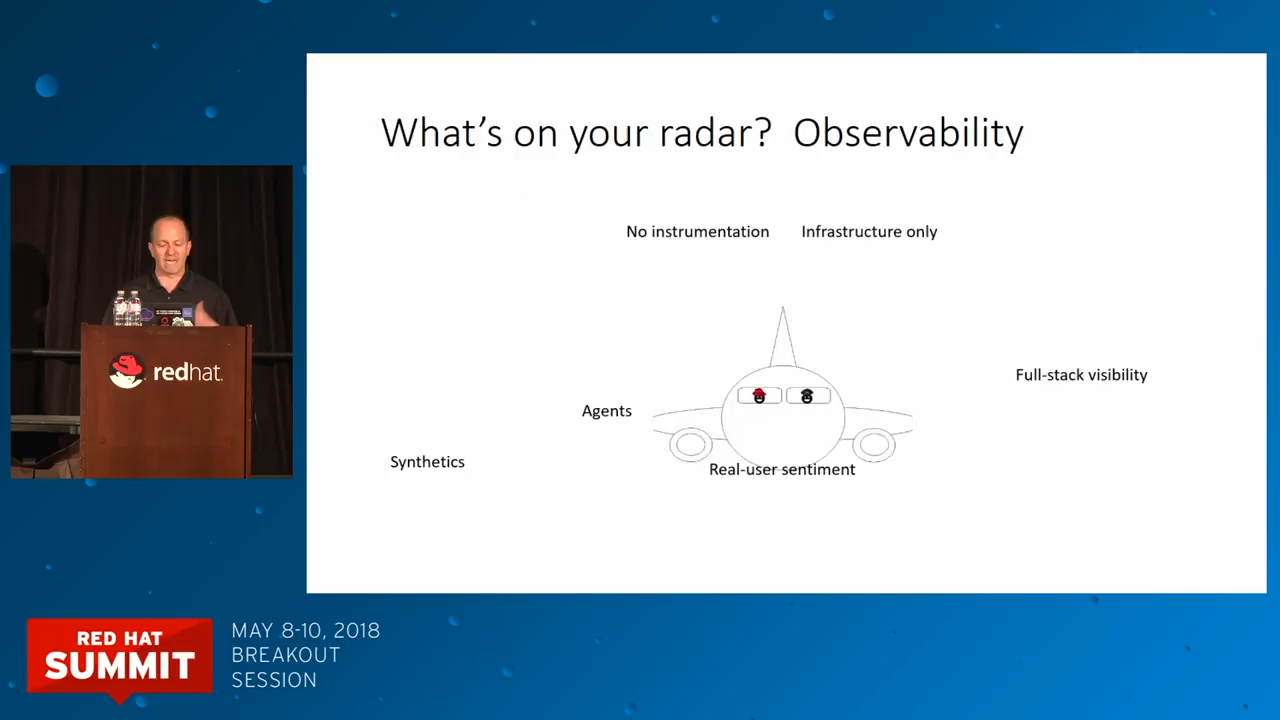 What's on your radar? Observability
No instrumentation
Infrastructure only
Full-stack visibility
Agents
Synthetics
Real-user sentiment
redhat.
RED HAT
SUMMIT
MAY 8-10, 2018
BREAKOUT
SESSION